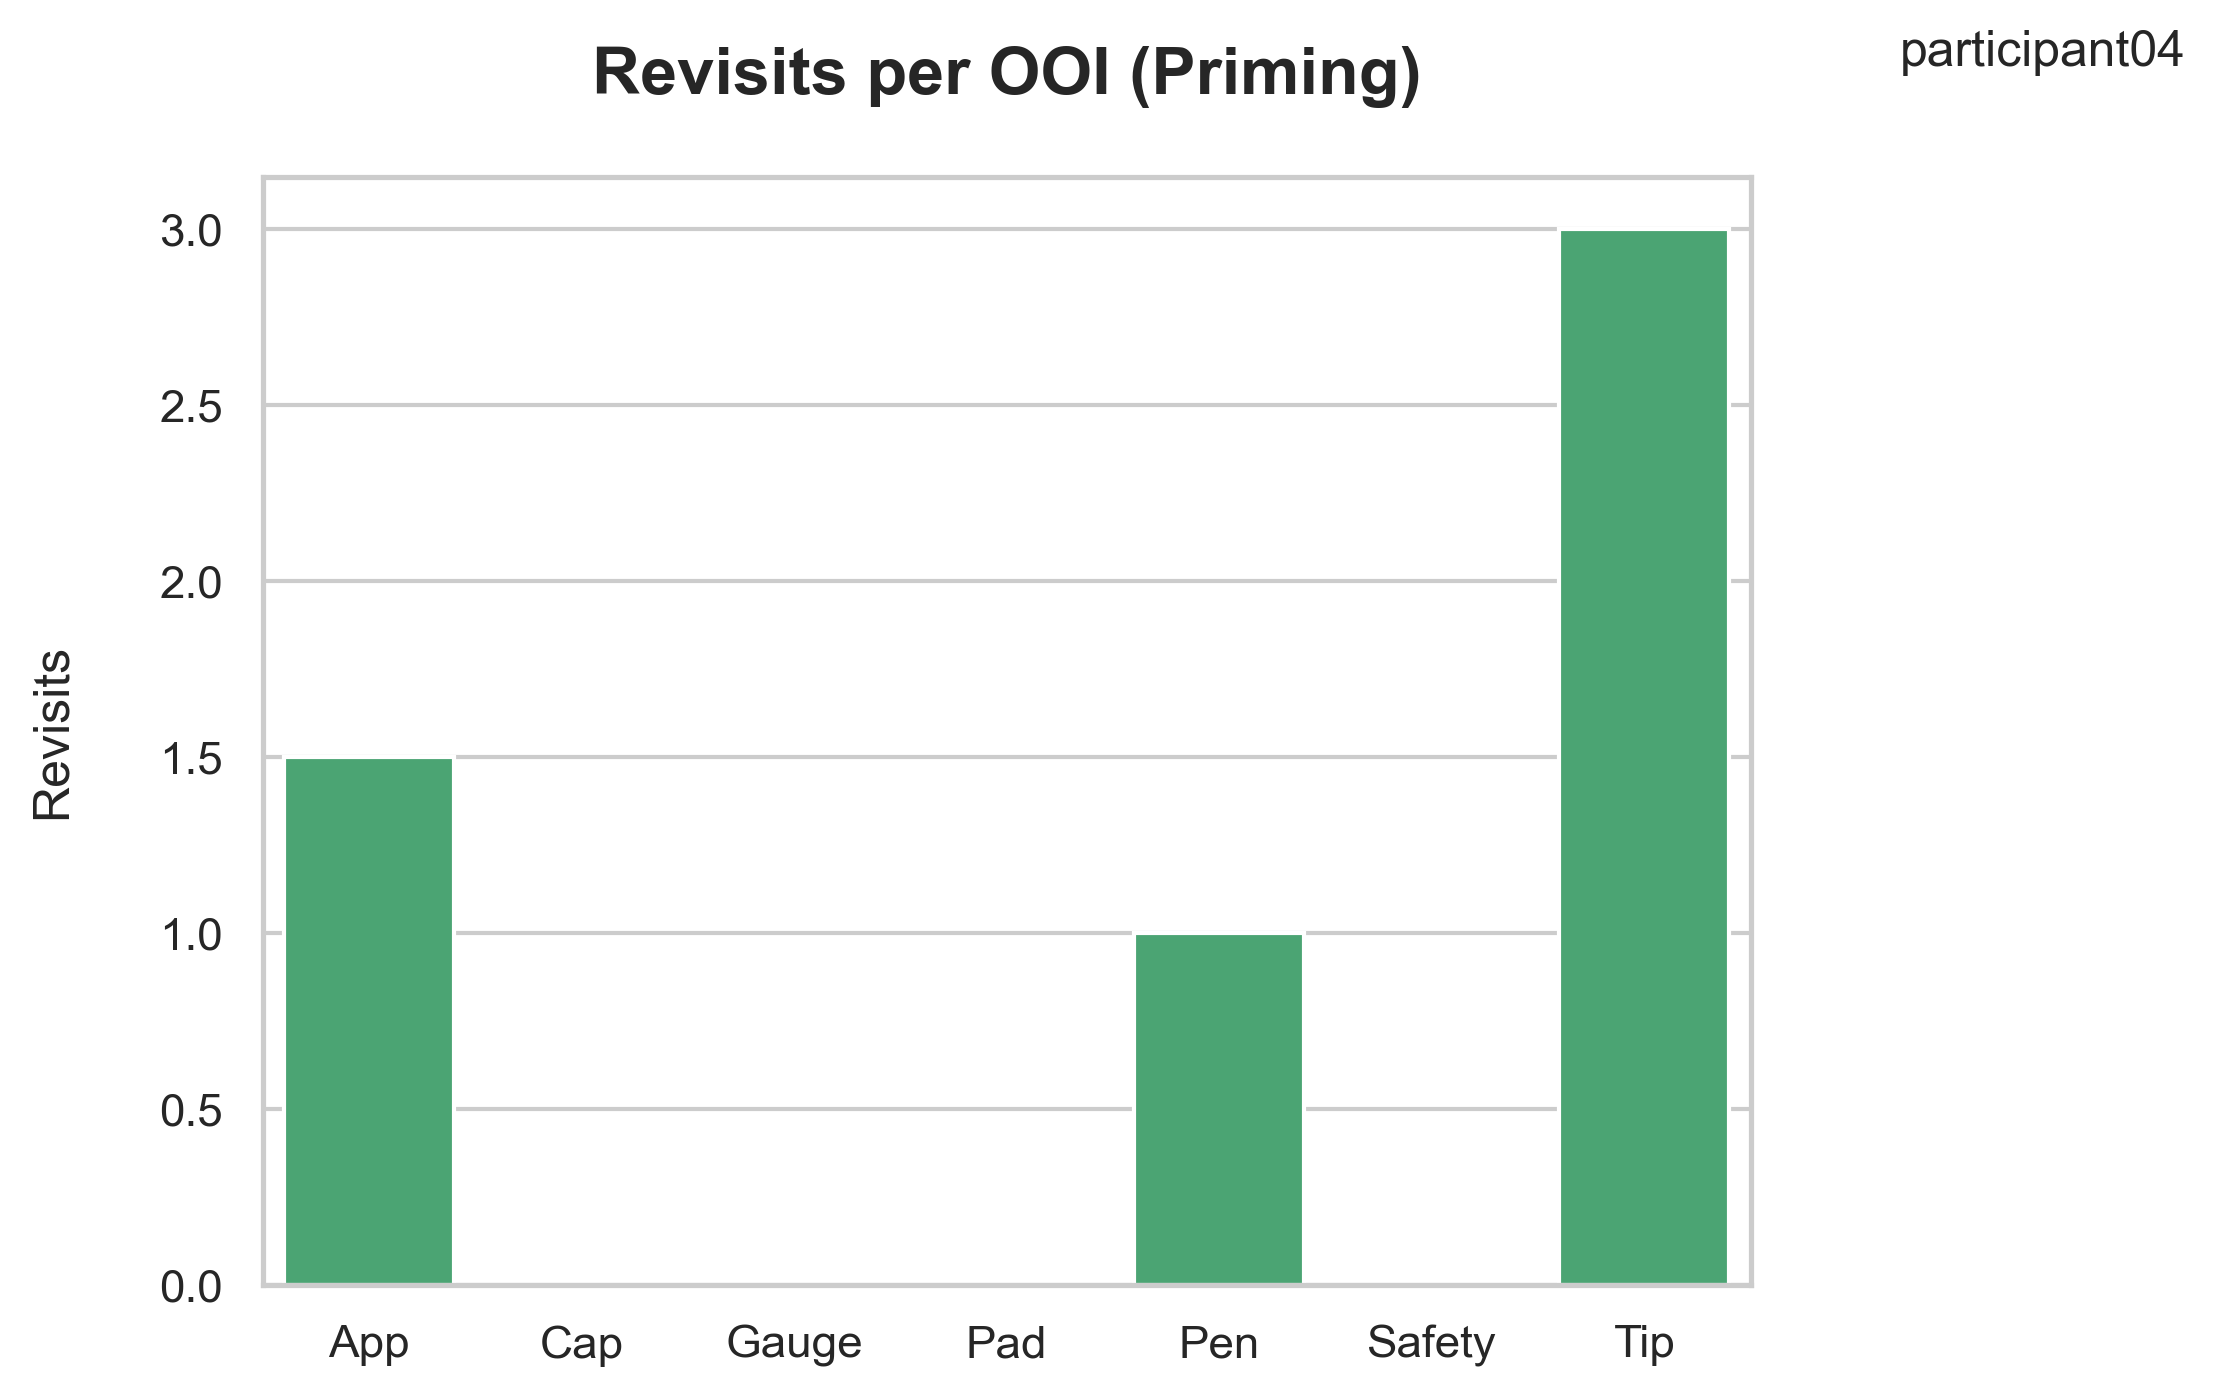 participant04
Revisits per OOI (Priming)
Revisits
3.0
2.5
2.0
1.5
1.0
0.5
0.0
App Cap Gauge Pad Pen Safety Tip